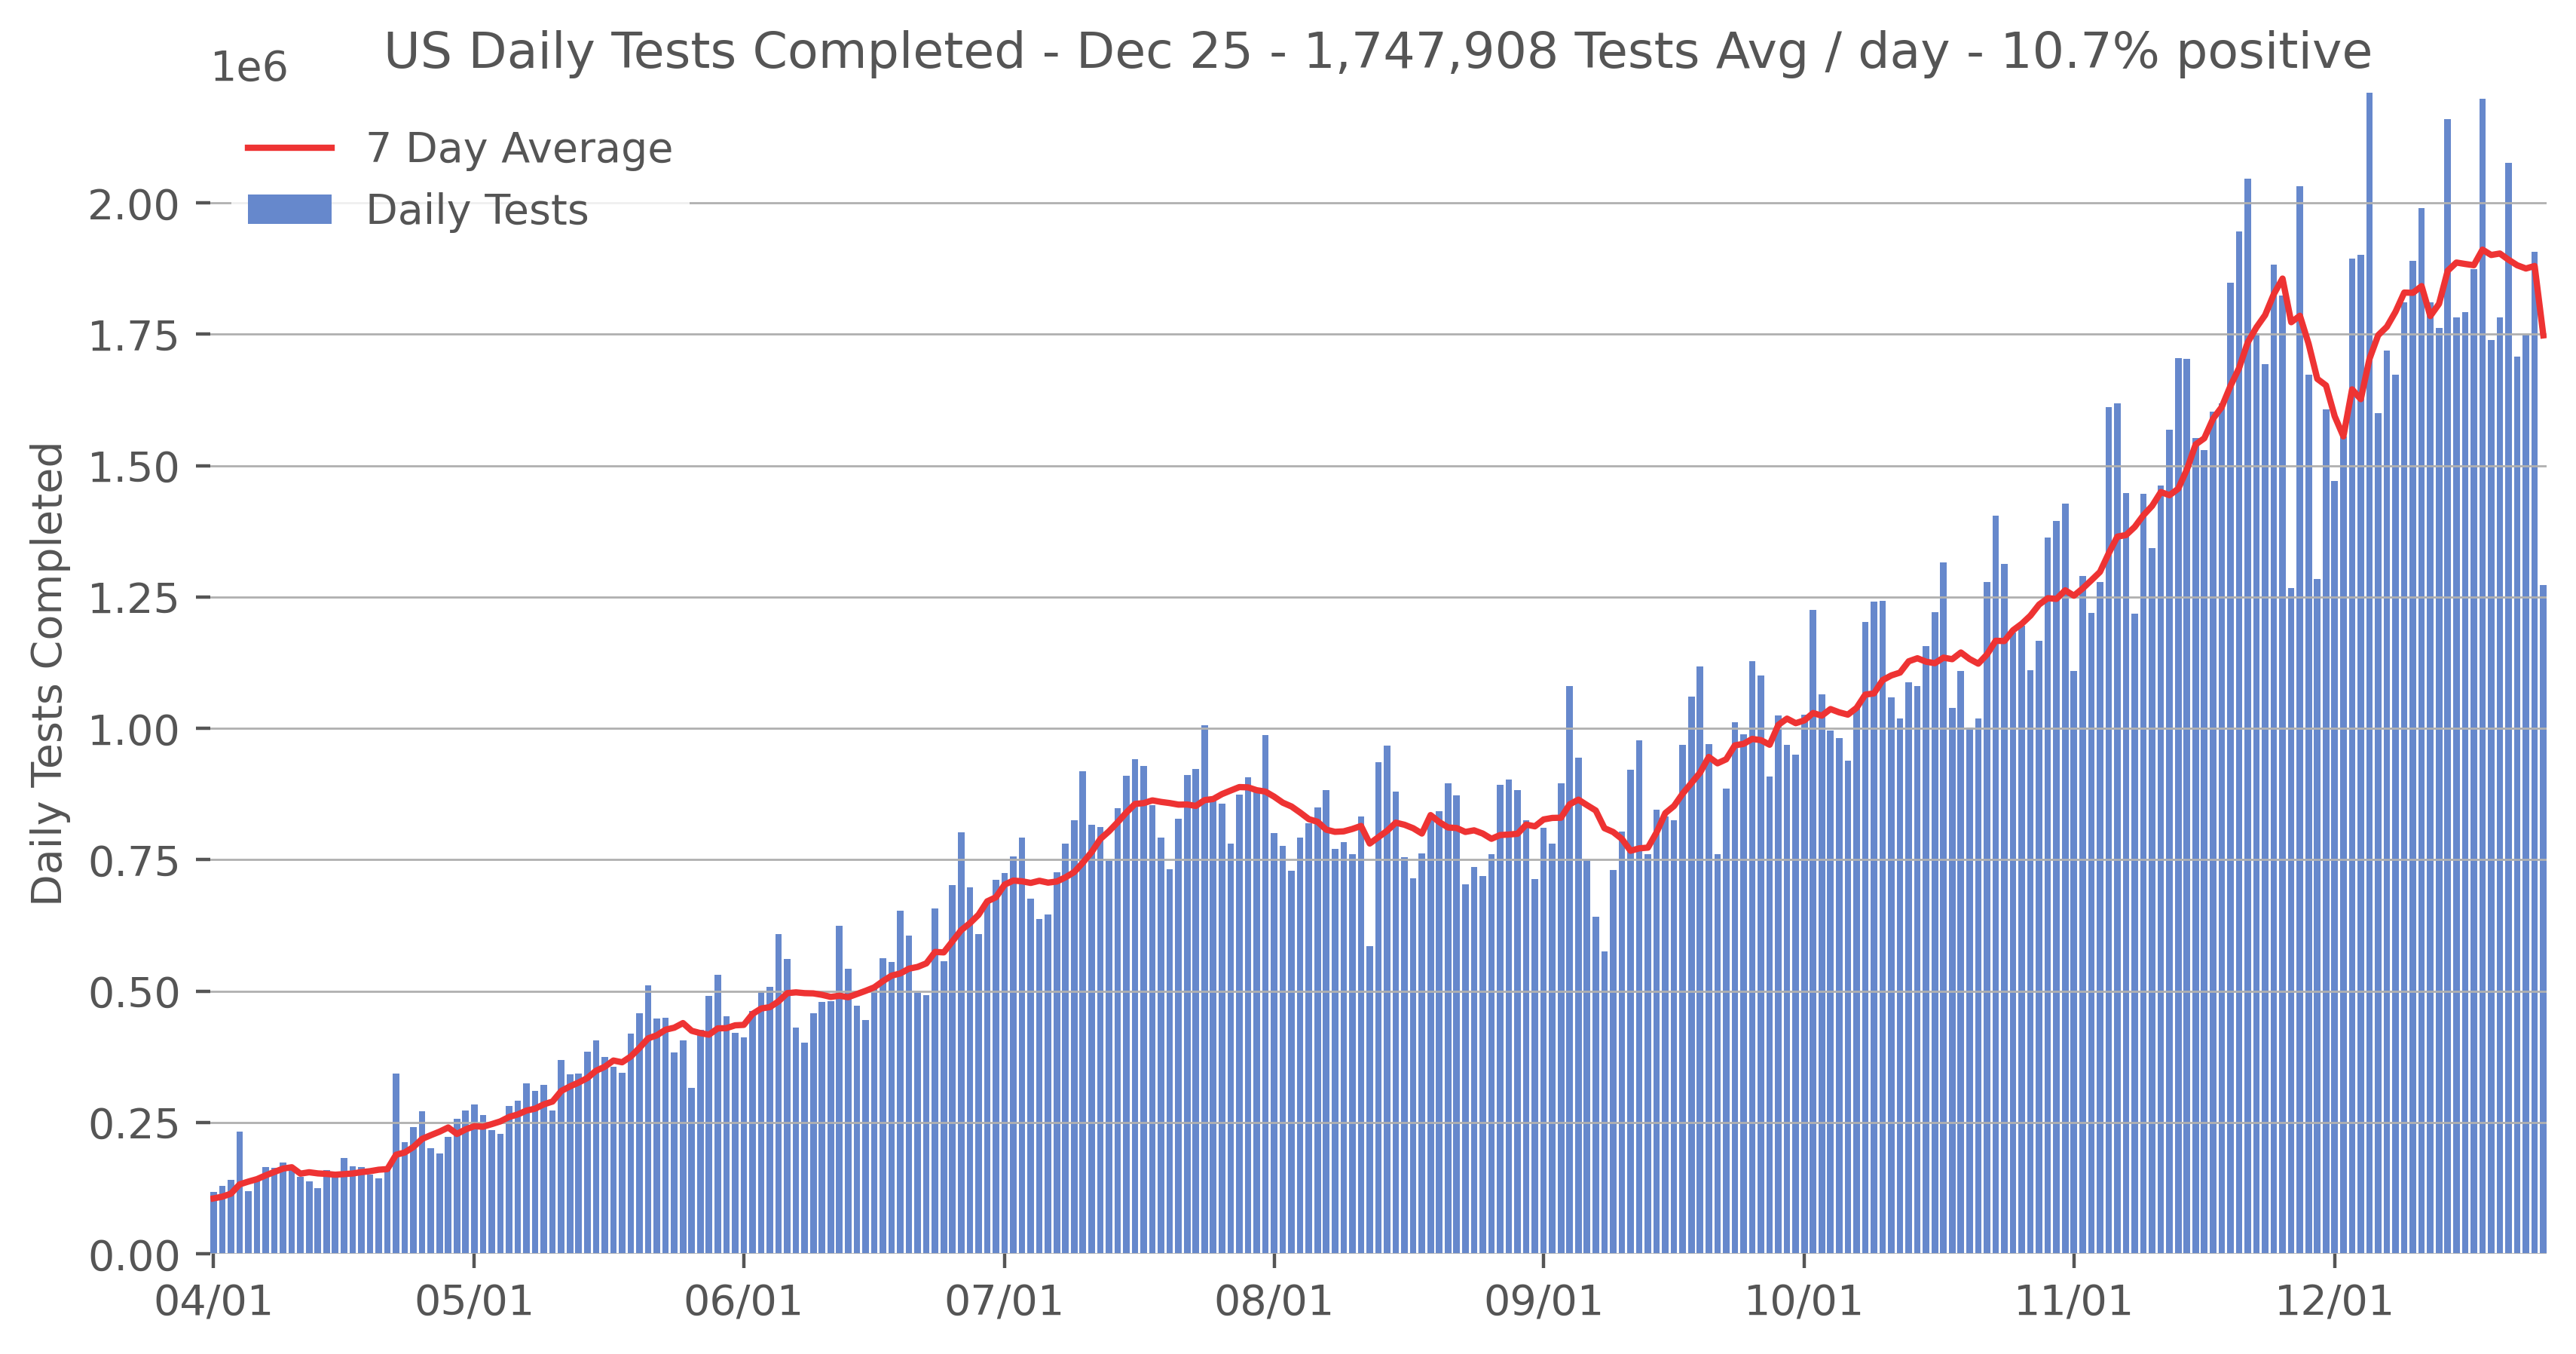 US Daily Tests Completed - Dec 25 - 1,747,908 Tests Avg / day - 10.7% positive
1e6
7 Day Average
Daily Tests
2.00
1.75
1.50
1.25
1.00
0.75
0.50
0.25
0.00
Daily Tests Completed
04/01 05/01 06/01 07/01 08/01 09/01 10/01 11/01 12/01